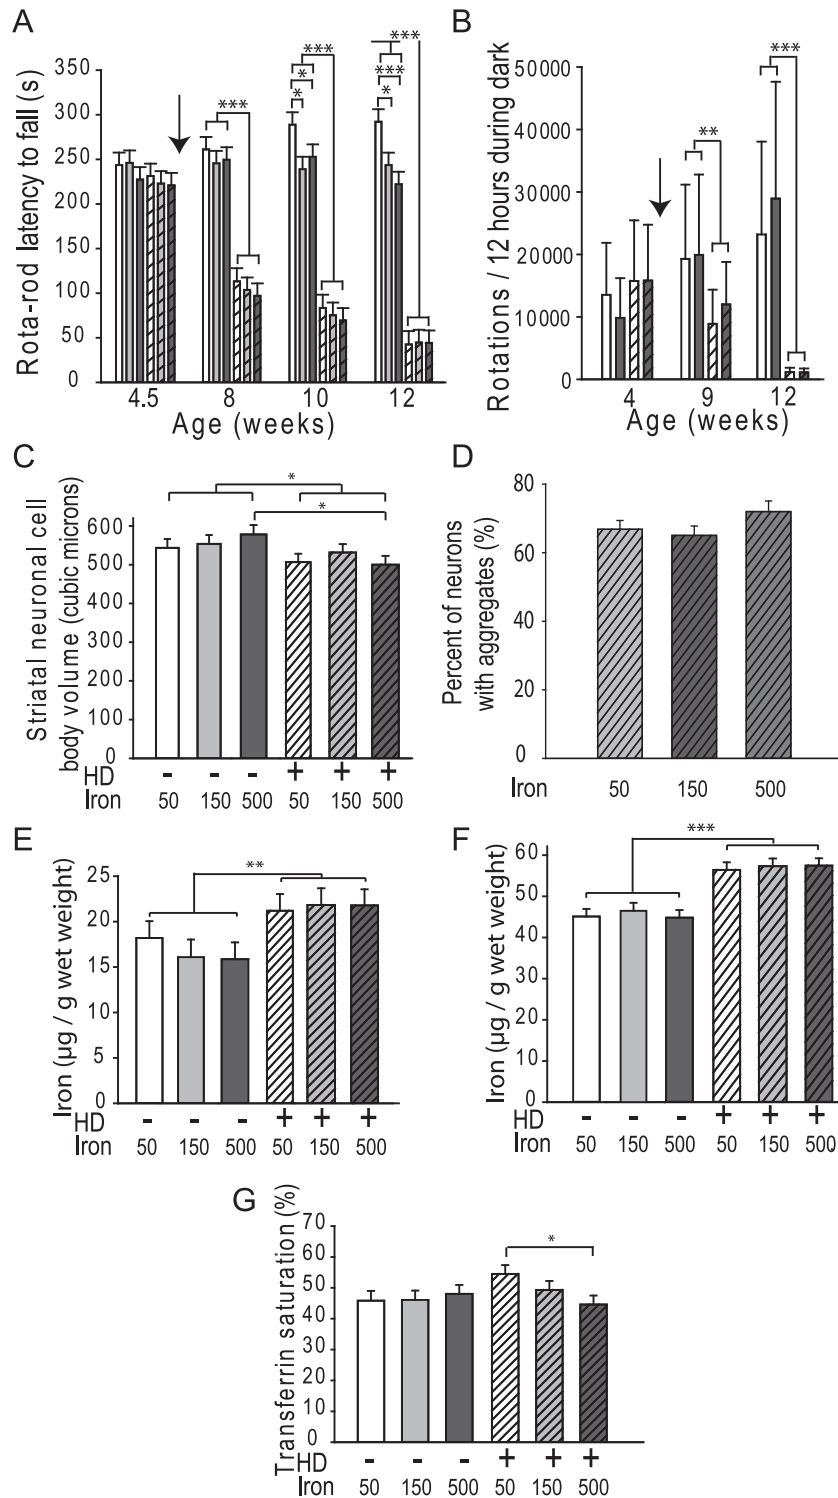 A
Rota-rod latency to fall (s)
350
300
250
200
100
50
0
***
***
*
*
***
***
*
4.5
8
10
12
Age (weeks)
B
Rotations / 12 hours during dark
50000
40000
30000
20000
10000
0
**
***
4
9
12
Age (weeks)
C
Striatal neuronal cell
body volume (cubic microns)
600
500
400
300
200
100
0
*
*
HD - - - + + +
Iron 50 150 500 50 150 500
D
Percent of neurons
with aggregates (%)
80
60
40
20
0
Iron 50 150 500
E
Iron (µg / g wet weight)
25
20
15
10
5
0
**
HD - - - + + +
Iron 50 150 500 50 150 500
F
Iron (µg / g wet weight)
60
50
40
30
20
10
0
***
HD - - - + + +
Iron 50 150 500 50 150 500
G
Transferrin saturation (%)
70
60
50
40
30
20
10
0
*
HD - - - + + +
Iron 50 150 500 50 150 500